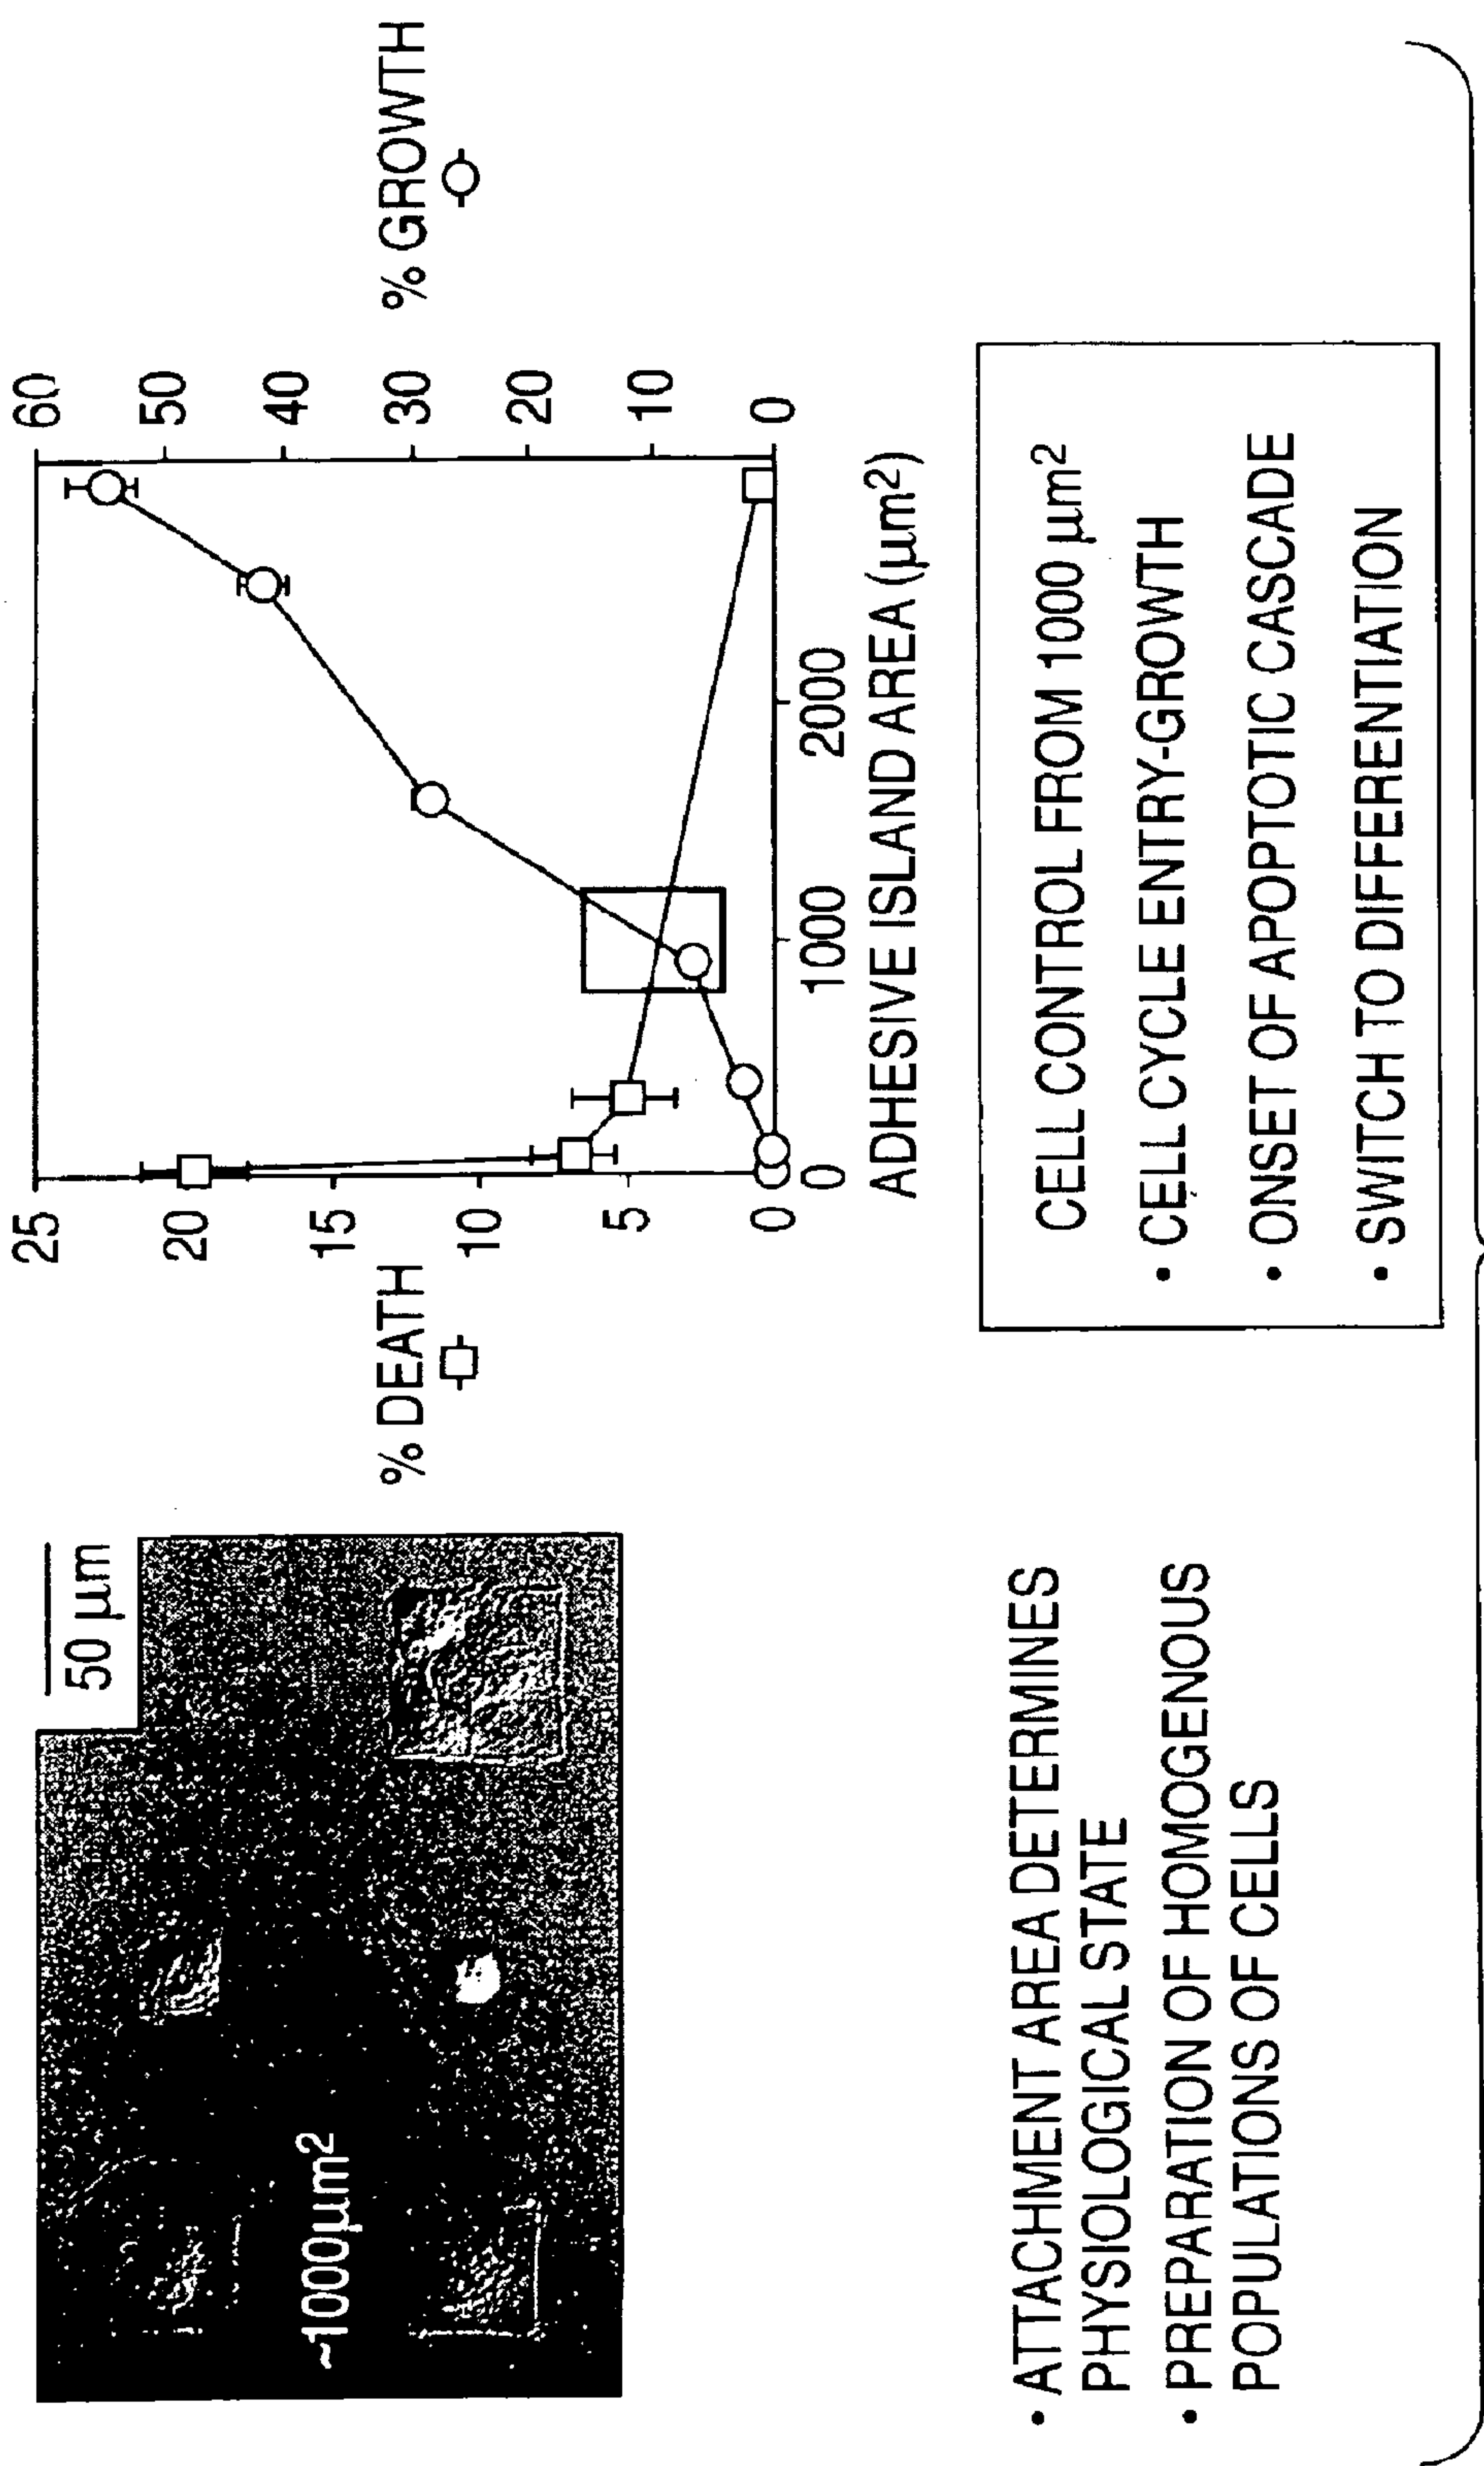 50 μm
~1000μm²
• ATTACHMENT AREA DETERMINES
PHYSIOLOGICAL STATE
• PREPARATION OF HOMOGENOUS
POPULATIONS OF CELLS
% DEATH
25
20
15
10
5
0
60
50
40
30
20
10
0
% GROWTH
0
1000
2000
ADHESIVE ISLAND AREA (μm²)
CELL CONTROL FROM 1000 μm²
• CELL CYCLE ENTRY-GROWTH
• ONSET OF APOPTOTIC CASCADE
• SWITCH TO DIFFERENTIATION